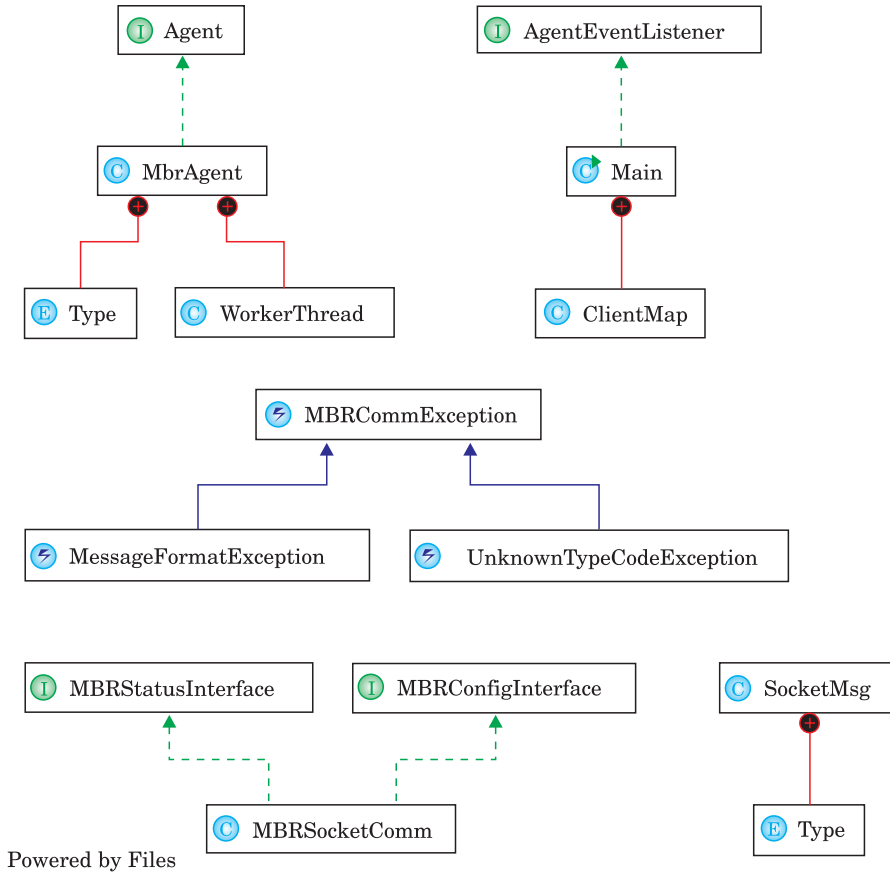 I Agent
I AgentEventListener
C MbrAgent
C Main
E Type
C WorkerThread
C ClientMap
MBRCommException
MessageFormatException
UnknownTypeCodeException
I MBRStatusInterface
I MBRConfigInterface
C SocketMsg
C MBRSocketComm
E Type
Powered by Files